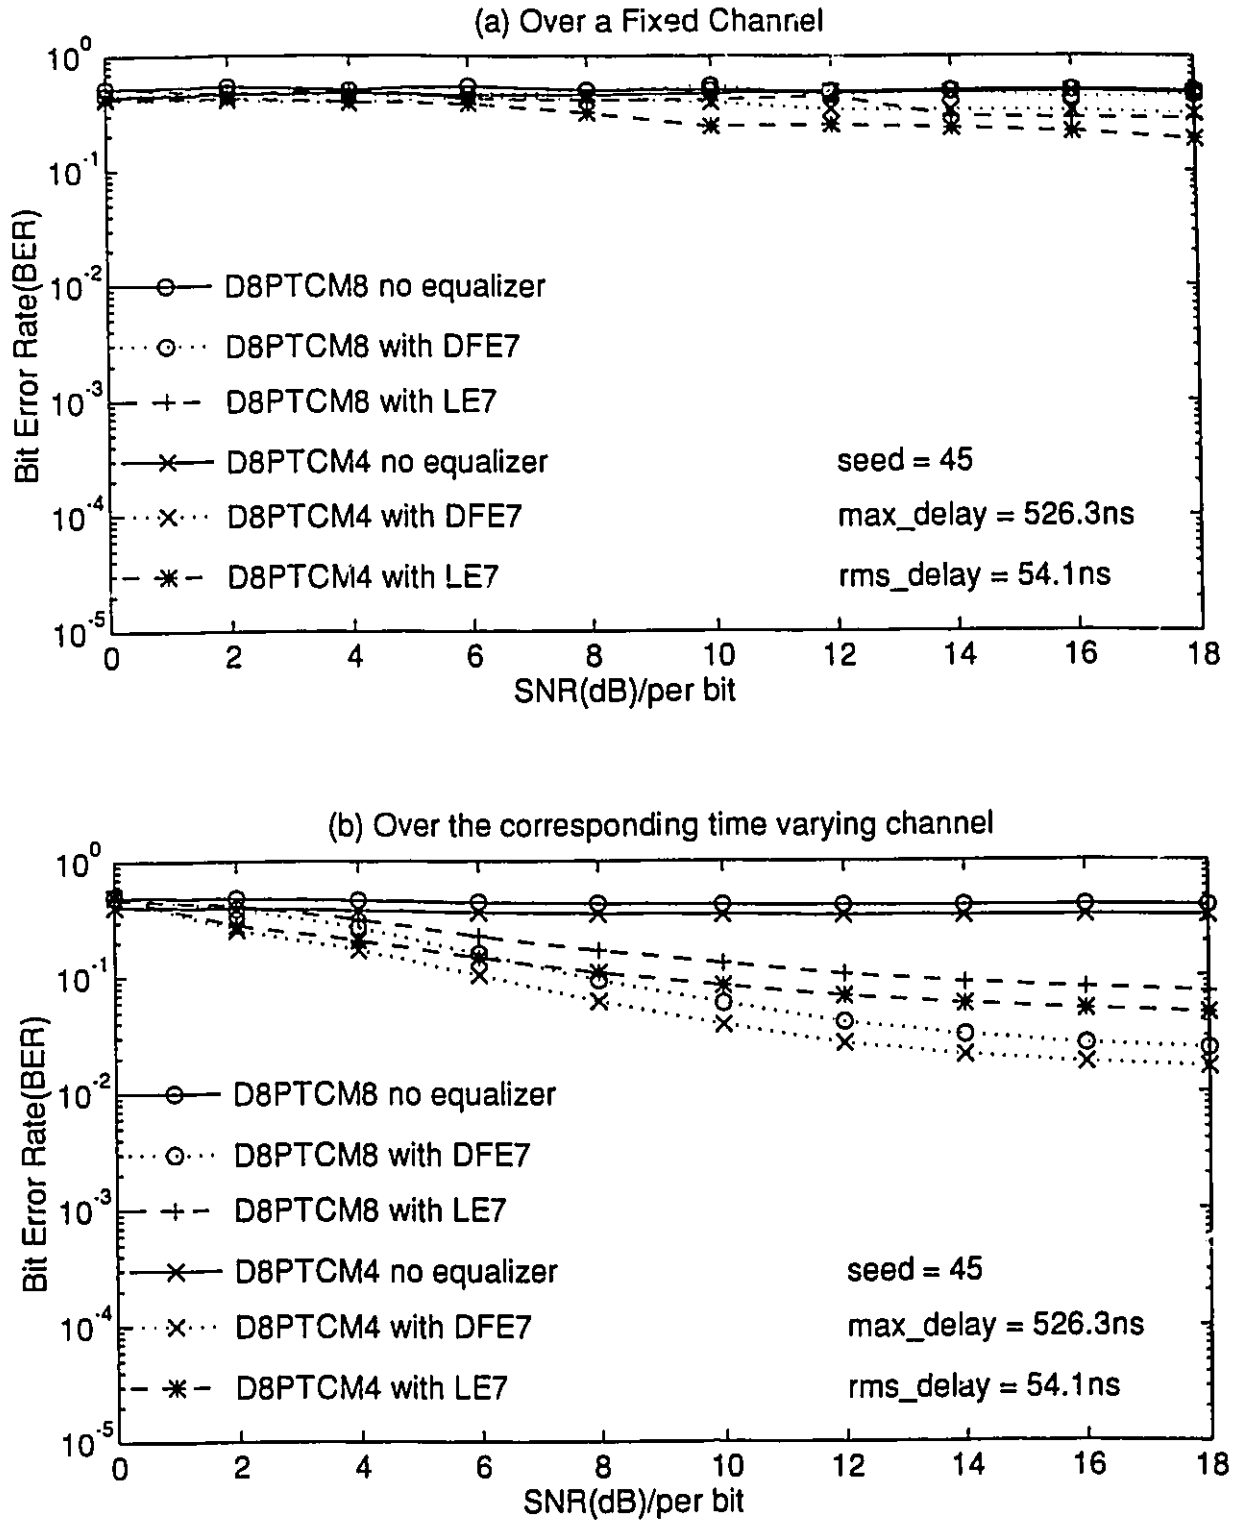 (a) Over a Fixed Channel
10^0
10^-1
10^-2
10^-3
10^-4
10^-5
Bit Error Rate(BER)
D8PTCM8 no equalizer
D8PTCM8 with DFE7
D8PTCM8 with LE7
D8PTCM4 no equalizer
D8PTCM4 with DFE7
D8PTCM4 with LE7
seed = 45
max_delay = 526.3ns
rms_delay = 54.1ns
0 2 4 6 8 10 12 14 16 18
SNR(dB)/per bit
(b) Over the corresponding time varying channel
10^0
10^-1
10^-2
10^-3
10^-4
10^-5
Bit Error Rate(BER)
D8PTCM8 no equalizer
D8PTCM8 with DFE7
D8PTCM8 with LE7
D8PTCM4 no equalizer
D8PTCM4 with DFE7
D8PTCM4 with LE7
seed = 45
max_delay = 526.3ns
rms_delay = 54.1ns
0 2 4 6 8 10 12 14 16 18
SNR(dB)/per bit